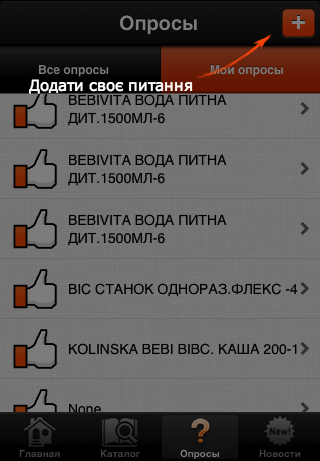 Опросы
+
Все опросы
Мои опросы
Додати своє питання
BEBIVITA ВОДА ПИТНА
ДИТ.1500МЛ-6
BEBIVITA ВОДА ПИТНА
ДИТ.1500МЛ-6
BEBIVITA ВОДА ПИТНА
ДИТ.1500МЛ-6
BIC СТАНОК ОДНОРАЗ.ФЛЕКС -4
KOLINSKA BEBI ВІВС. КАША 200-1
None
?
New!
Главная
Каталог
Опросы
Новости